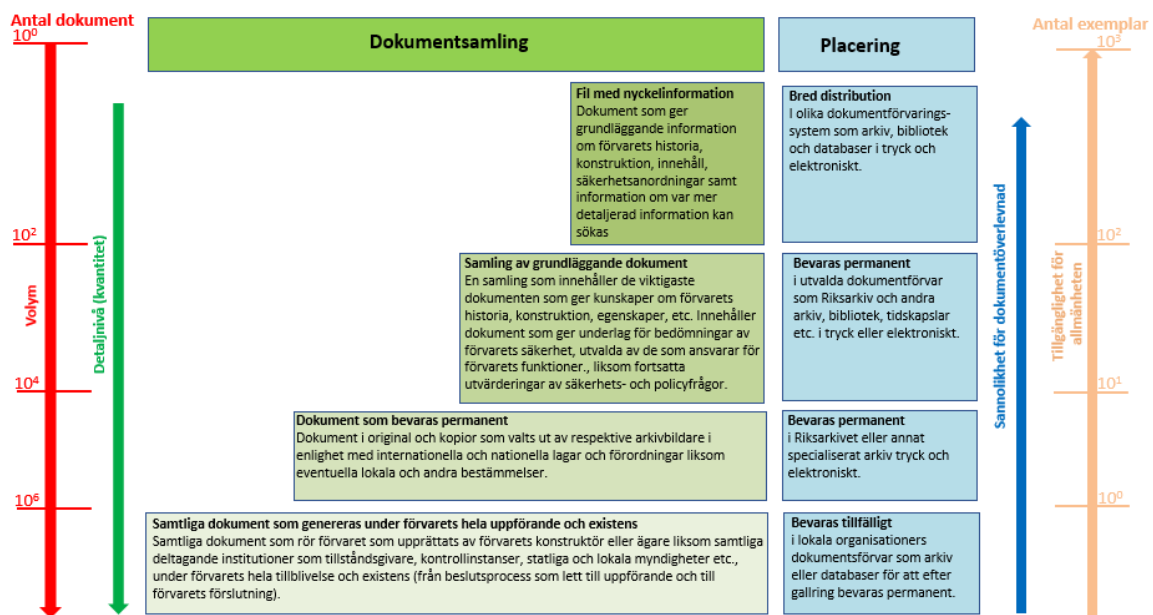 Antal dokument
10⁰
10²
10⁴
10⁶
Volym
Detaljnivå (kvantitet)
Dokumentsamling
Placering
Fil med nyckelinformation
Dokument som ger
grundläggande information
om förvarets historia,
konstruktion, innehåll,
säkerhetsanordningar samt
information om var mer
detaljerad information kan
sökas
Bred distribution
I olika dokumentförvarings-
system som arkiv, bibliotek
och databaser i tryck och
elektroniskt.
Samling av grundläggande dokument
En samling som innehåller de viktigaste
dokumenten som ger kunskaper om förvarets
historia, konstruktion, egenskaper, etc. Innehåller
dokument som ger underlag för bedömningar av
förvarets säkerhet, utvalda av de som ansvarar för
förvarets funktioner., liksom fortsatta
utvärderingar av säkerhets- och policyfrågor.
Bevaras permanent
i utvalda dokumentförvar
som Riksarkiv och andra
arkiv, bibliotek, tidskapslar
etc. i tryck eller elektroniskt.
Dokument som bevaras permanent
Dokument i original och kopior som valts ut av respektive arkivbildare i
enlighet med internationella och nationella lagar och förordningar liksom
eventuella lokala och andra bestämmelser.
Bevaras permanent
i Riksarkivet eller annat
specialiserat arkiv tryck och
elektroniskt.
Samtliga dokument som genereras under förvarets hela uppförande och existens
Samtliga dokument som rör förvaret som upprättats av förvarets konstruktör eller ägare liksom samtliga
deltagande institutioner som tillståndsgivare, kontrollinstanser, statliga och lokala myndigheter etc.,
under förvarets hela tillblivelse och existens (från beslutsprocess som lett till uppförande och till
förvarets förslutning).
Bevaras tillfälligt
i lokala organisationers
dokumentsförvar som arkiv
eller databaser för att efter
gallring bevaras permanent.
Sannolikhet för dokumentöverlevnad
Tillgänglighet för
allmänheten
Antal exemplar
10³
10²
10¹
10⁰